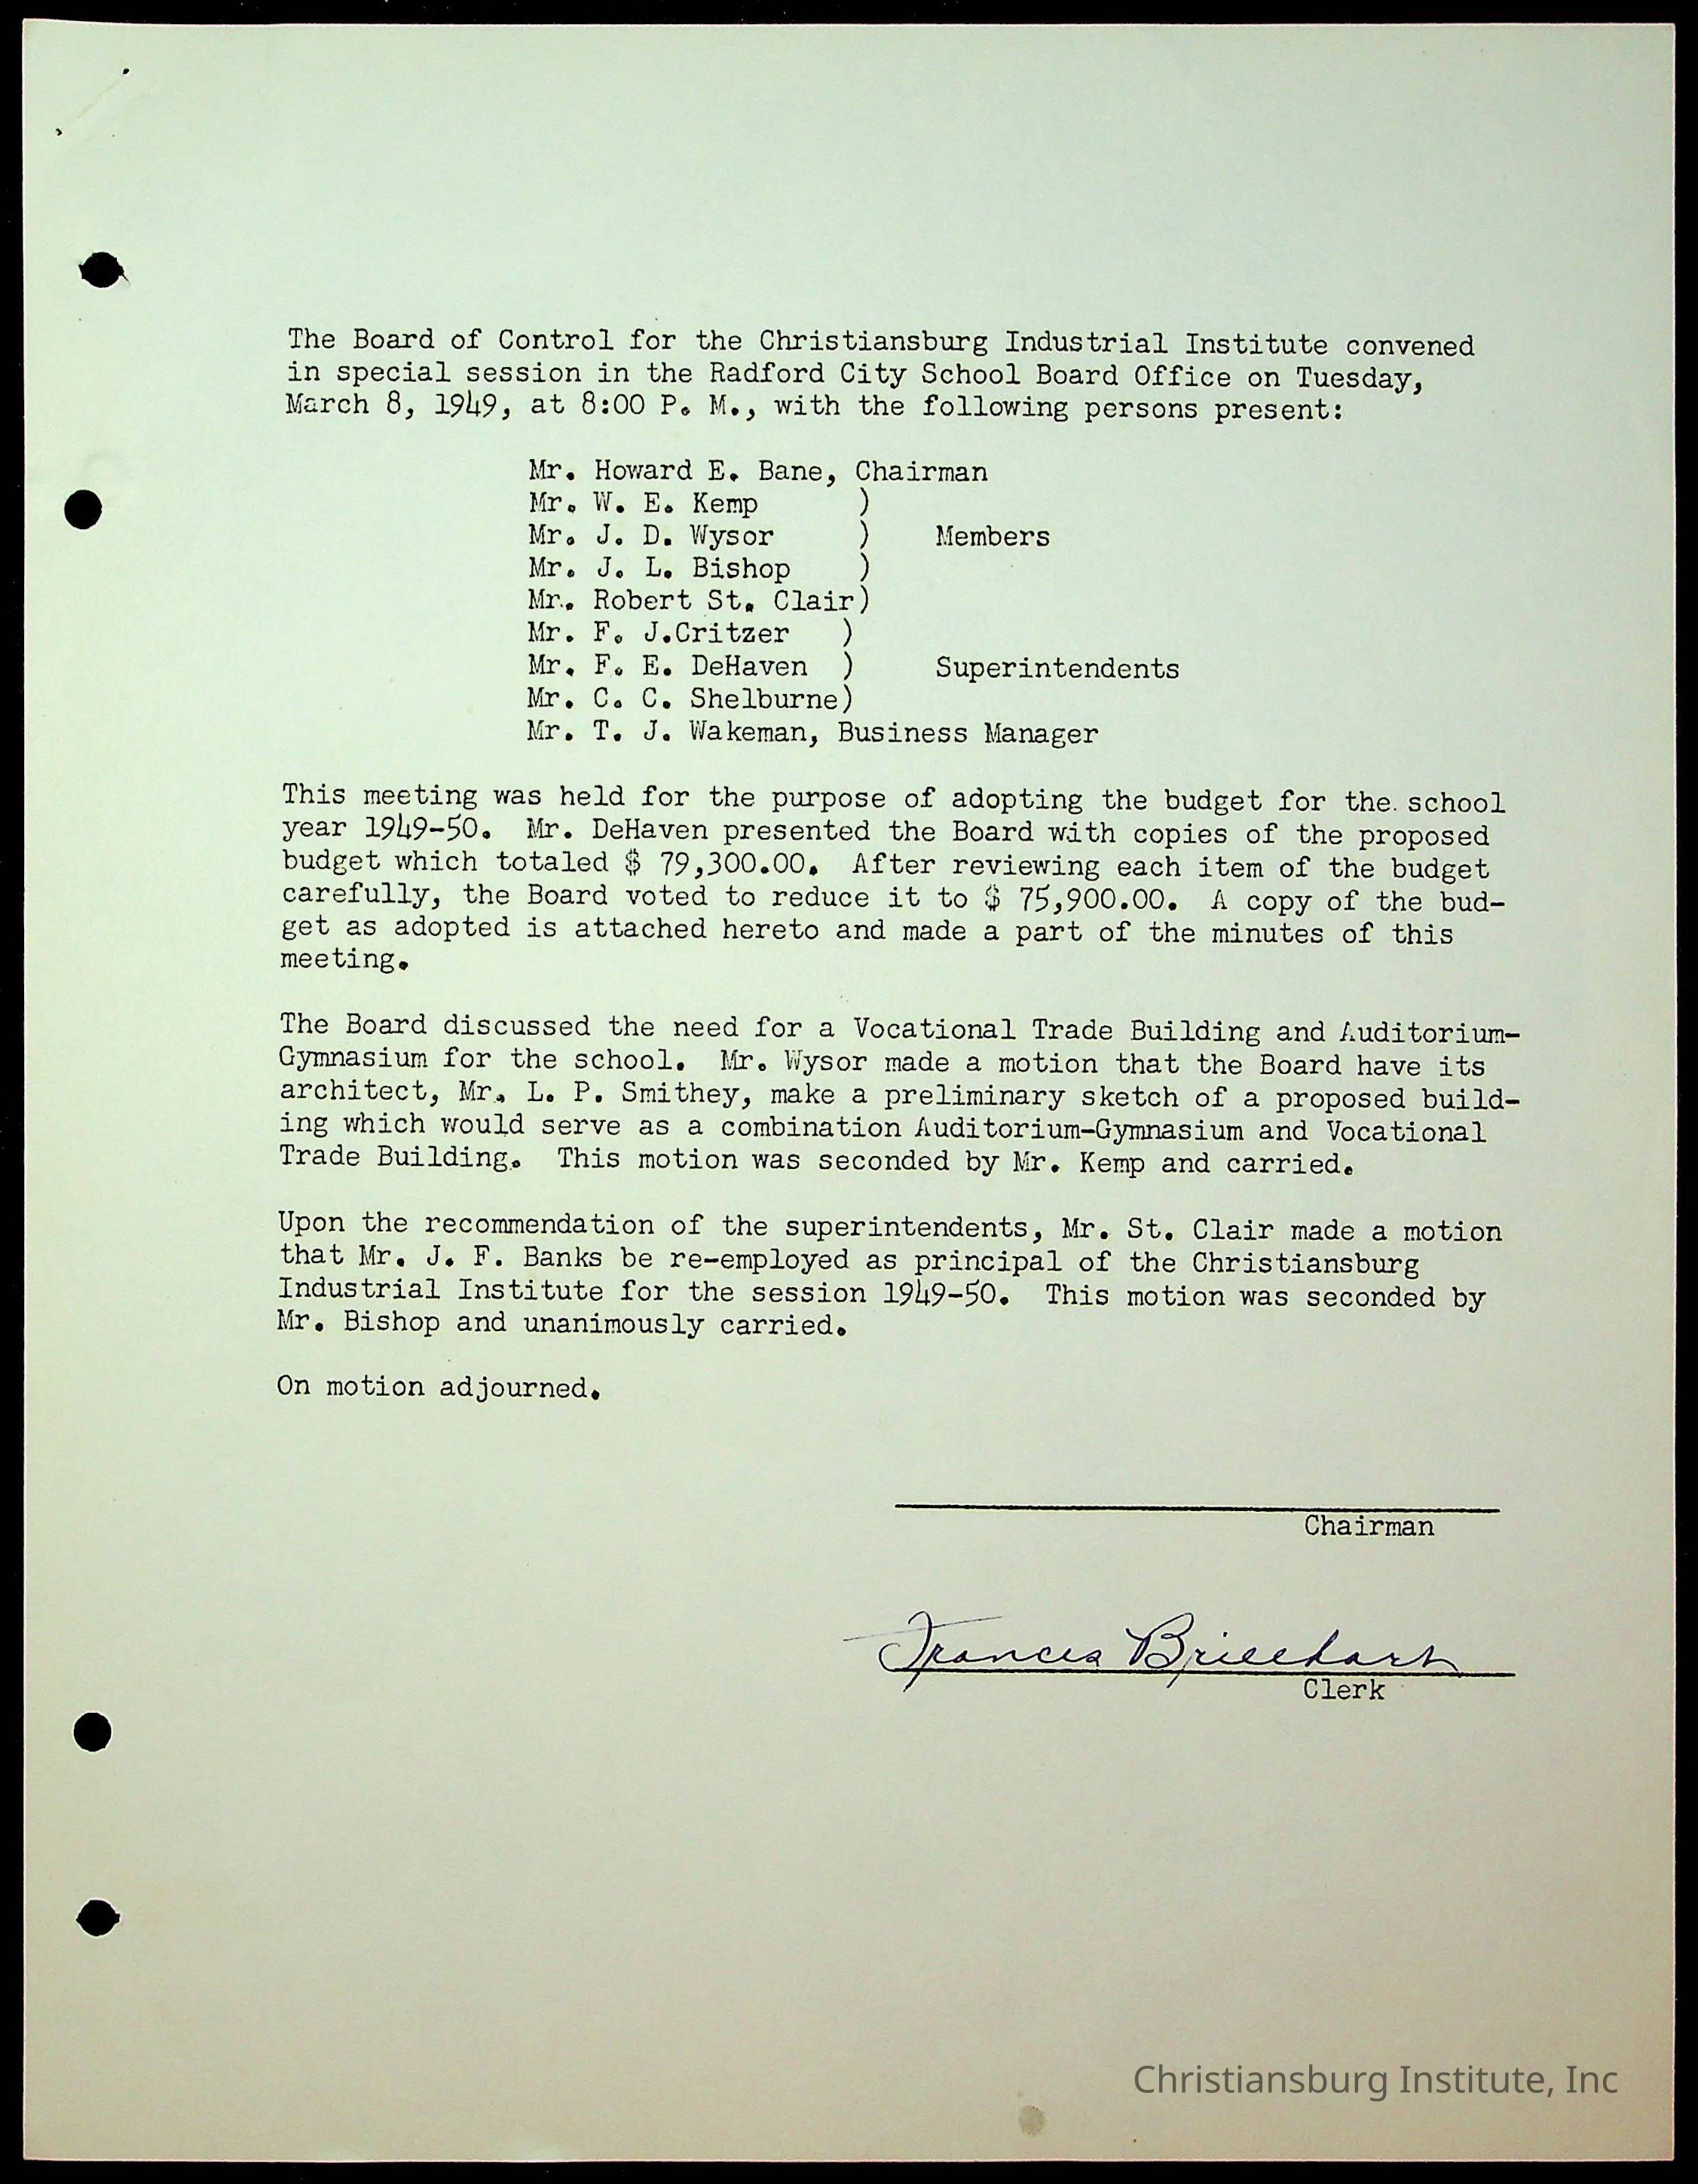 The Board of Control for the Christiansburg Industrial Institute convened
in special session in the Radford City School Board Office on Tuesday,
March 8, 1949, at 8:00 P. M., with the following persons present:
Mr. Howard E. Bane, Chairman
Mr. W. E. Kemp )
Mr. J. D. Wysor ) Members
Mr. J. L. Bishop )
Mr. Robert St. Clair)
Mr. F. J.Critzer )
Mr. F. E. DeHaven ) Superintendents
Mr. C. C. Shelburne)
Mr. T. J. Wakeman, Business Manager
This meeting was held for the purpose of adopting the budget for the school
year 1949-50. Mr. DeHaven presented the Board with copies of the proposed
budget which totaled $ 79,300.00. After reviewing each item of the budget
carefully, the Board voted to reduce it to $ 75,900.00. A copy of the bud-
get as adopted is attached hereto and made a part of the minutes of this
meeting.
The Board discussed the need for a Vocational Trade Building and Auditorium-
Gymnasium for the school. Mr. Wysor made a motion that the Board have its
architect, Mr. L. P. Smithey, make a preliminary sketch of a proposed build-
ing which would serve as a combination Auditorium-Gymnasium and Vocational
Trade Building. This motion was seconded by Mr. Kemp and carried.
Upon the recommendation of the superintendents, Mr. St. Clair made a motion
that Mr. J. F. Banks be re-employed as principal of the Christiansburg
Industrial Institute for the session 1949-50. This motion was seconded by
Mr. Bishop and unanimously carried.
On motion adjourned.
Chairman
Frances
Clerk
Christiansburg Institute, Inc